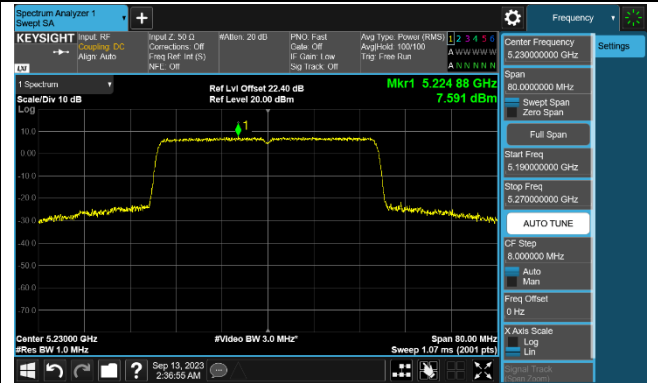 Spectrum Analyzer 1
Swept SA
Frequency
KEYSIGHT
Input: RF
Coupling: DC
Align: Auto
Input Z: 50 Ω
Corrections: Off
Freq Ref: Int (S)
NFE: Off
#Atten: 20 dB
PNO: Fast
Gate: Off
IF Gain: Low
Sig Track: Off
Avg Type: Power (RMS)
Avg|Hold: 100/100
Trig: Free Run
1 2 3 4 5 6
A W W W W W
A N N N N N
LXI
1 Spectrum
Scale/Div 10 dB
Log
Ref Lvl Offset 22.40 dB
Ref Level 20.00 dBm
Mkr1 5.224 88 GHz
7.591 dBm
1
10.0
0.00
-10.0
-20.0
-30.0
-40.0
-50.0
-60.0
-70.0
Center 5.23000 GHz
#Res BW 1.0 MHz
#Video BW 3.0 MHz*
Span 80.00 MHz
Sweep 1.07 ms (2001 pts)
Sep 13, 2023
2:36:55 AM
Center Frequency
5.230000000 GHz
Settings
Span
80.0000000 MHz
Swept Span
Zero Span
Full Span
Start Freq
5.190000000 GHz
Stop Freq
5.270000000 GHz
AUTO TUNE
CF Step
8.000000 MHz
Auto
Man
Freq Offset
0 Hz
X Axis Scale
Log
Lin
Signal Track
(Span Zoom)